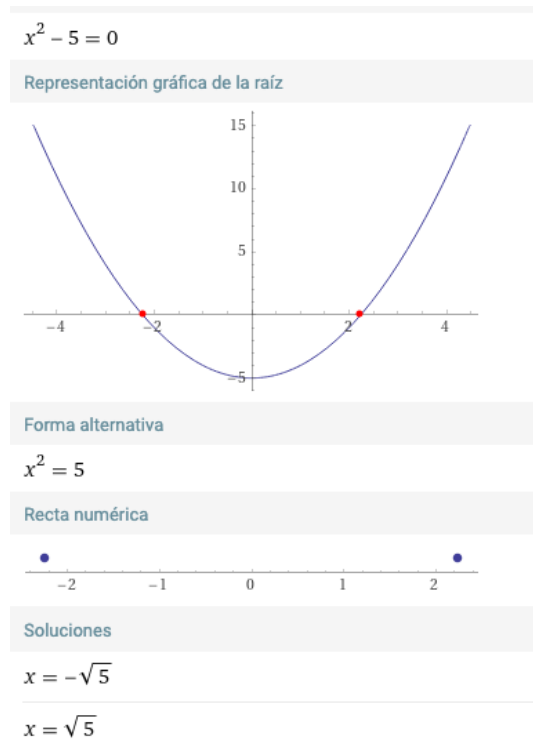 x² – 5 = 0
Representación gráfica de la raíz
15
10
5
−4 −2 2 4
−5
Forma alternativa
x² = 5
Recta numérica
−2 −1 0 1 2
Soluciones
x = −√5
x = √5